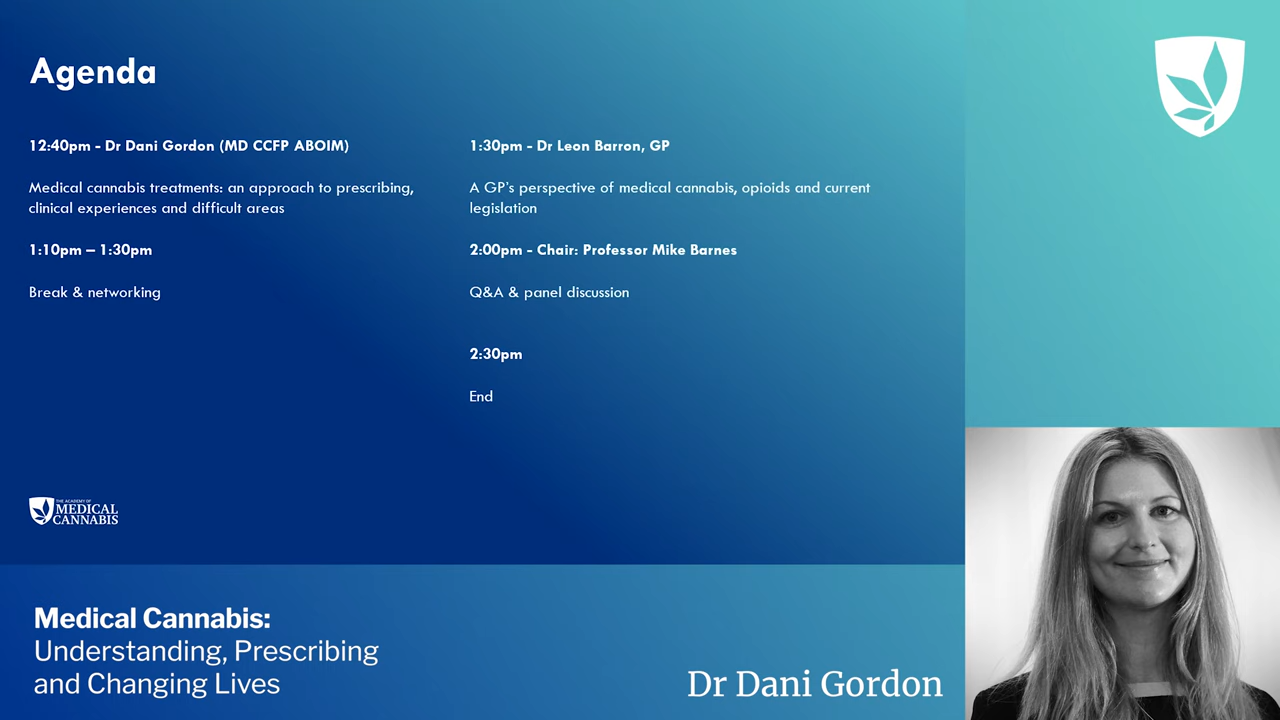 Agenda
12:40pm - Dr Dani Gordon (MD CCFP ABOIM)
Medical cannabis treatments: an approach to prescribing,
clinical experiences and difficult areas
1:10pm – 1:30pm
Break & networking
1:30pm - Dr Leon Barron, GP
A GP's perspective of medical cannabis, opioids and current
legislation
2:00pm - Chair: Professor Mike Barnes
Q&A & panel discussion
2:30pm
End
THE ACADEMY OF
MEDICAL
CANNABIS
Medical Cannabis:
Understanding, Prescribing
and Changing Lives
Dr Dani Gordon